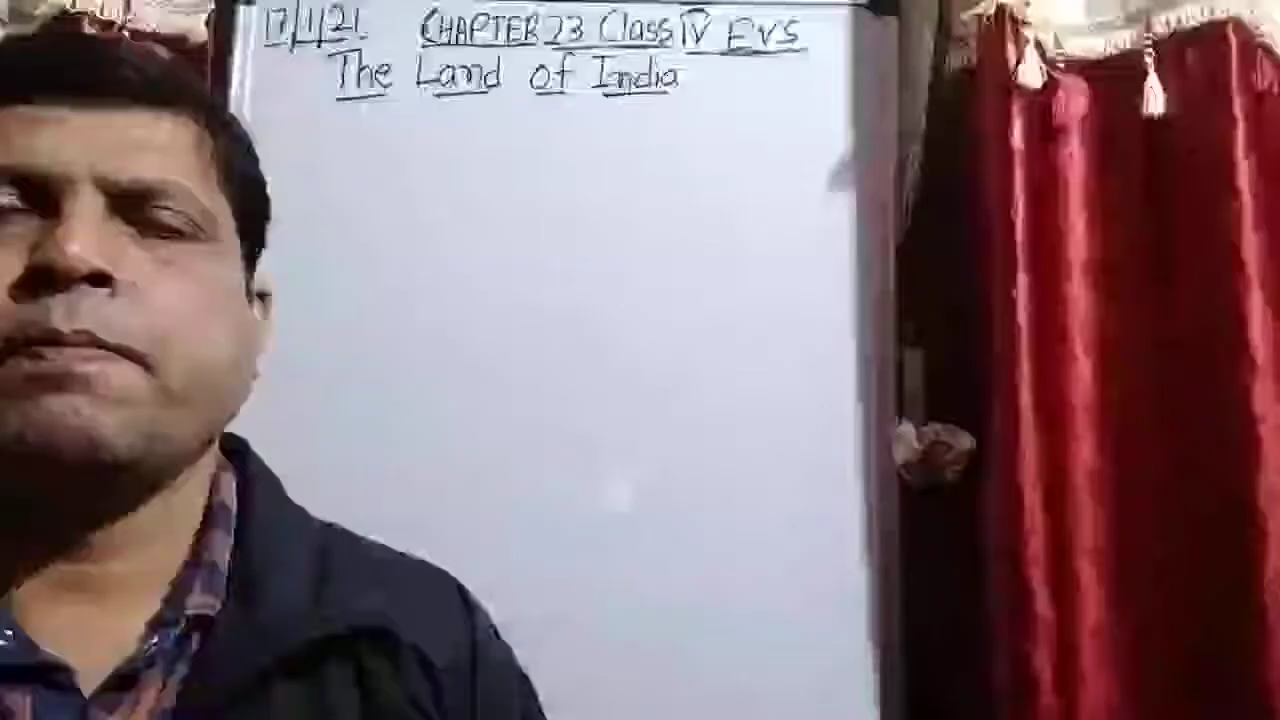 17/1/21 CHAPTER 23 Class IV EVS
The Land of India